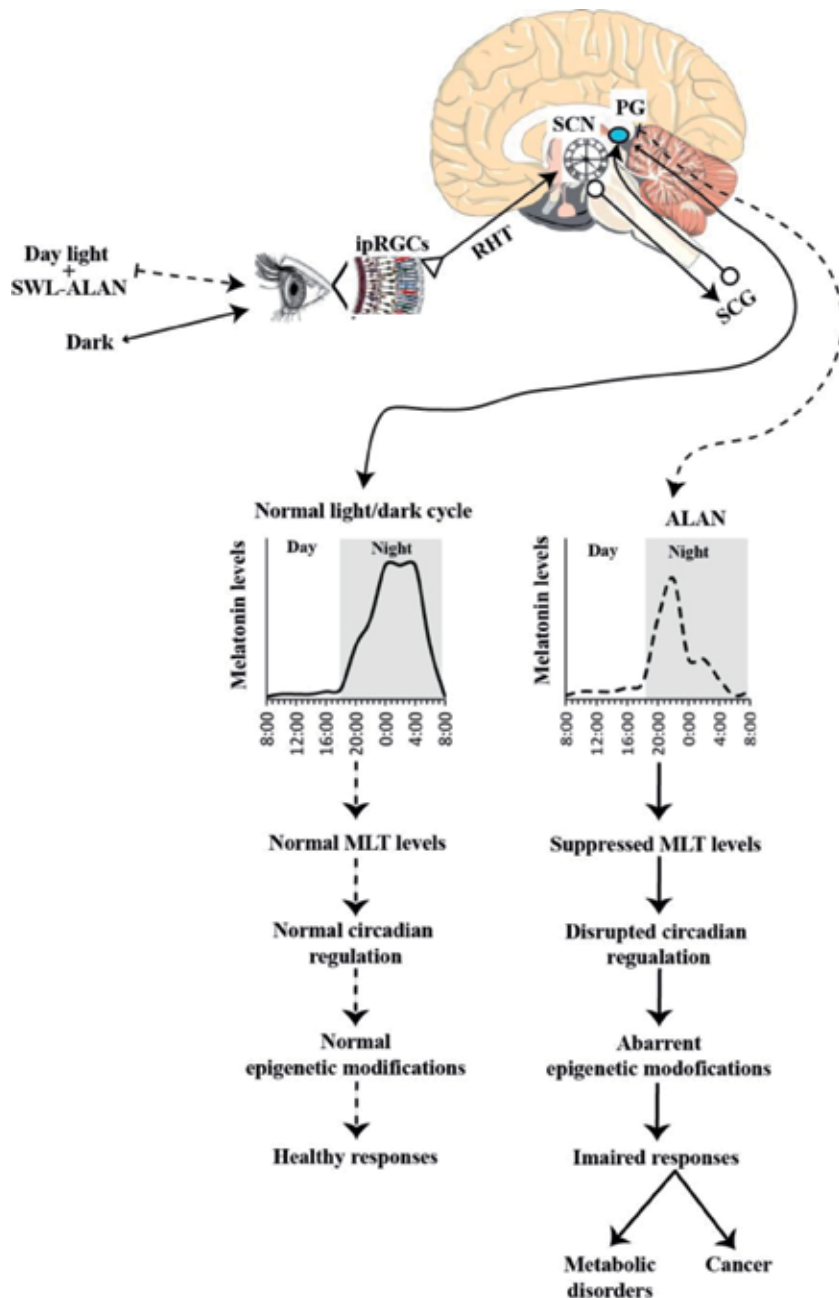 PG
SCN
ipRGCs
RHT
Day light
+
SWL-ALAN
Dark
SCG
Normal light/dark cycle
Day
Night
Melatonin levels
8:00
12:00
16:00
20:00
0:00
4:00
8:00
ALAN
Day
Night
Melatonin levels
8:00
12:00
16:00
20:00
0:00
4:00
8:00
Normal MLT levels
Normal circadian
regulation
Normal
epigenetic modifications
Healthy responses
Suppressed MLT levels
Disrupted circadian
regualation
Abarrent
epigenetic modofications
Imaired responses
Metabolic
disorders
Cancer